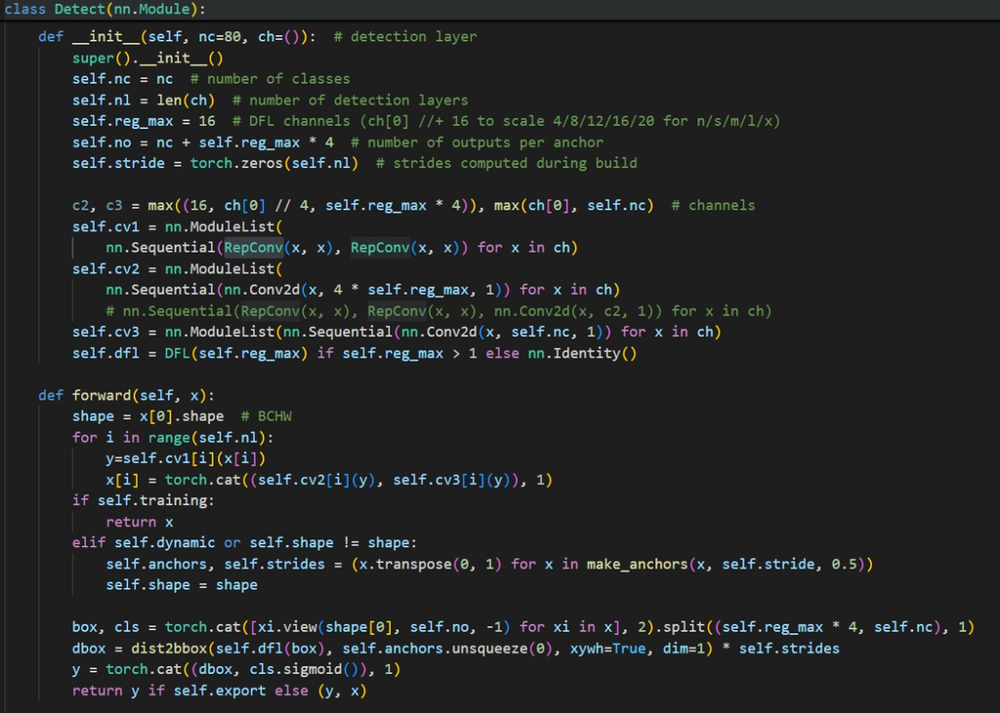 class Detect(nn.Module):
def __init__(self, nc=80, ch=()):  # detection layer
super().__init__()
self.nc = nc  # number of classes
self.nl = len(ch)  # number of detection layers
self.reg_max = 16  # DFL channels (ch[0] //+ 16 to scale 4/8/12/16/20 for n/s/m/l/x)
self.no = nc + self.reg_max * 4  # number of outputs per anchor
self.stride = torch.zeros(self.nl)  # strides computed during build
c2, c3 = max((16, ch[0] // 4, self.reg_max * 4)), max(ch[0], self.no)  # channels
self.cv1 = nn.ModuleList(
nn.Sequential(RepConv(x, x), RepConv(x, x)) for x in ch)
self.cv2 = nn.ModuleList(
nn.Sequential(nn.Conv2d(x, 4 * self.reg_max, 1)) for x in ch)
# nn.Sequential(RepConv(x, x), RepConv(x, x), nn.Conv2d(x, c2, 1)) for x in ch)
self.cv3 = nn.ModuleList(nn.Sequential(nn.Conv2d(x, self.nc, 1)) for x in ch)
self.dfl = DFL(self.reg_max) if self.reg_max > 1 else nn.Identity()
def forward(self, x):
shape = x[0].shape  # BCHW
for i in range(self.nl):
y=self.cv1[i](x[i])
x[i] = torch.cat((self.cv2[i](y), self.cv3[i](y)), 1)
if self.training:
return x
elif self.dynamic or self.shape != shape:
self.anchors, self.strides = (x.transpose(0, 1) for x in make_anchors(x, self.stride, 0.5))
self.shape = shape
box, cls = torch.cat([xi.view(shape[0], self.no, -1) for xi in x], 2).split((self.reg_max * 4, self.nc), 1)
dbox = dist2bbox(self.dfl(box), self.anchors.unsqueeze(0), xywh=True, dim=1) * self.strides
y = torch.cat((dbox, cls.sigmoid()), 1)
return y if self.export else (y, x)